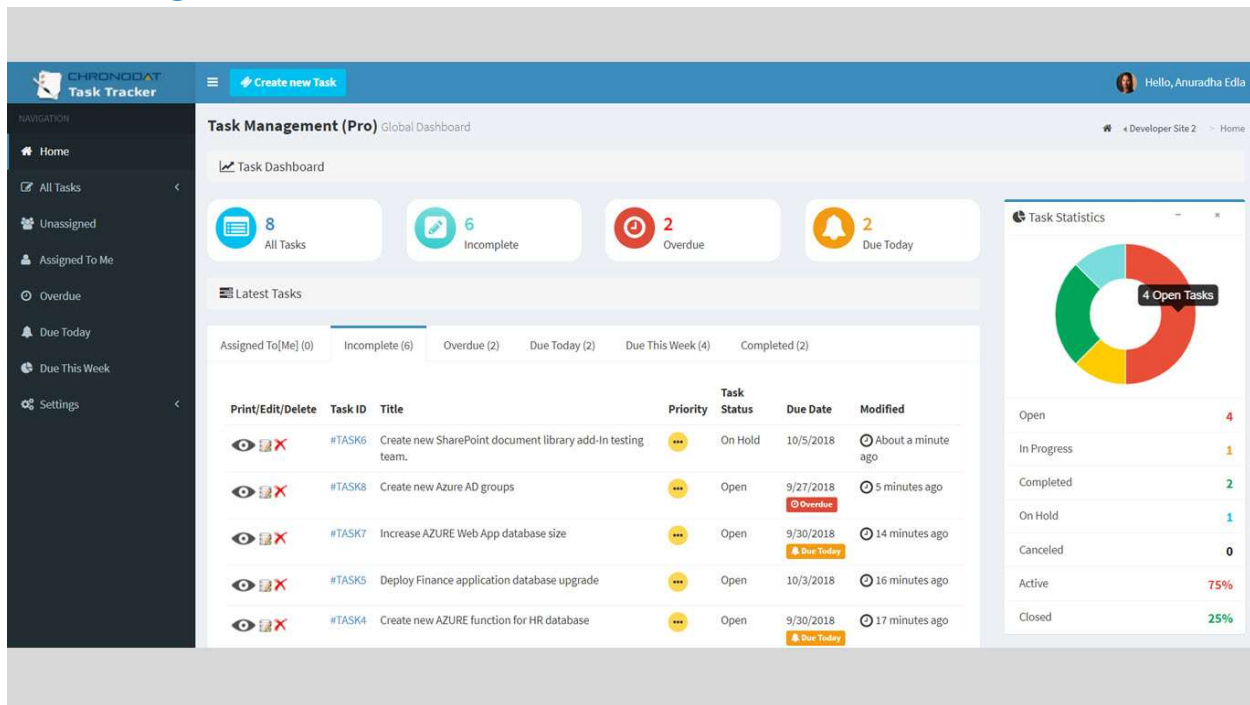 CHRONODAT
Task Tracker
Create new Task
Hello, Anuradha Edla
NAVIGATION
Home
All Tasks
Unassigned
Assigned To Me
Overdue
Due Today
Due This Week
Settings
Task Management (Pro) Global Dashboard
Developer Site 2 > Home
Task Dashboard
8
All Tasks
6
Incomplete
2
Overdue
2
Due Today
Latest Tasks
Assigned To[Me] (0) Incomplete (6) Overdue (2) Due Today (2) Due This Week (4) Completed (2)
Print/Edit/Delete Task ID Title Priority Task Status Due Date Modified
#TASK6 Create new SharePoint document library add-In testing On Hold 10/5/2018 About a minute
team. ago
#TASK8 Create new Azure AD groups Open 9/27/2018 5 minutes ago
Overdue
#TASK7 Increase AZURE Web App database size Open 9/30/2018 14 minutes ago
Due Today
#TASK5 Deploy Finance application database upgrade Open 10/3/2018 16 minutes ago
#TASK4 Create new AZURE function for HR database Open 9/30/2018 17 minutes ago
Due Today
Task Statistics
4 Open Tasks
Open 4
In Progress 1
Completed 2
On Hold 1
Canceled 0
Active 75%
Closed 25%